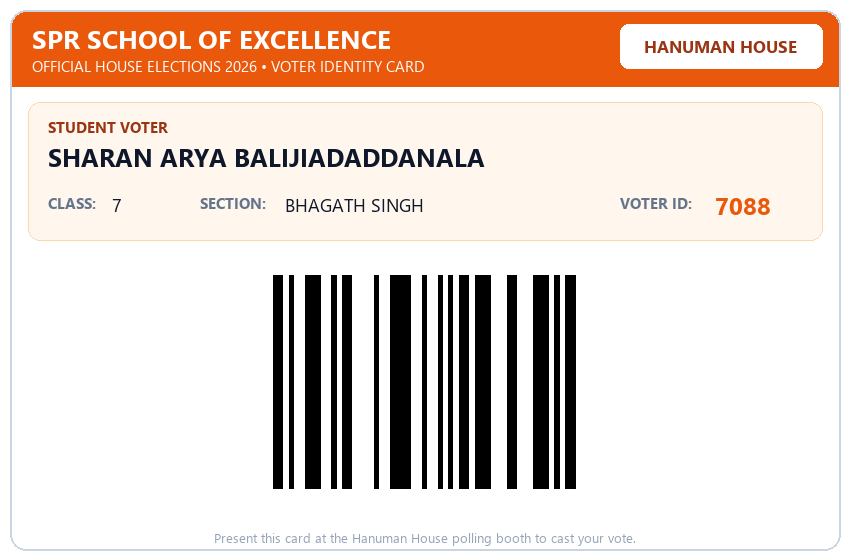 SPR SCHOOL OF EXCELLENCE
OFFICIAL HOUSE ELECTIONS 2026 • VOTER IDENTITY CARD
HANUMAN HOUSE
STUDENT VOTER
SHARAN ARYA BALIJIADADDANALA
CLASS: 7 SECTION: BHAGATH SINGH VOTER ID: 7088
Present this card at the Hanuman House polling booth to cast your vote.